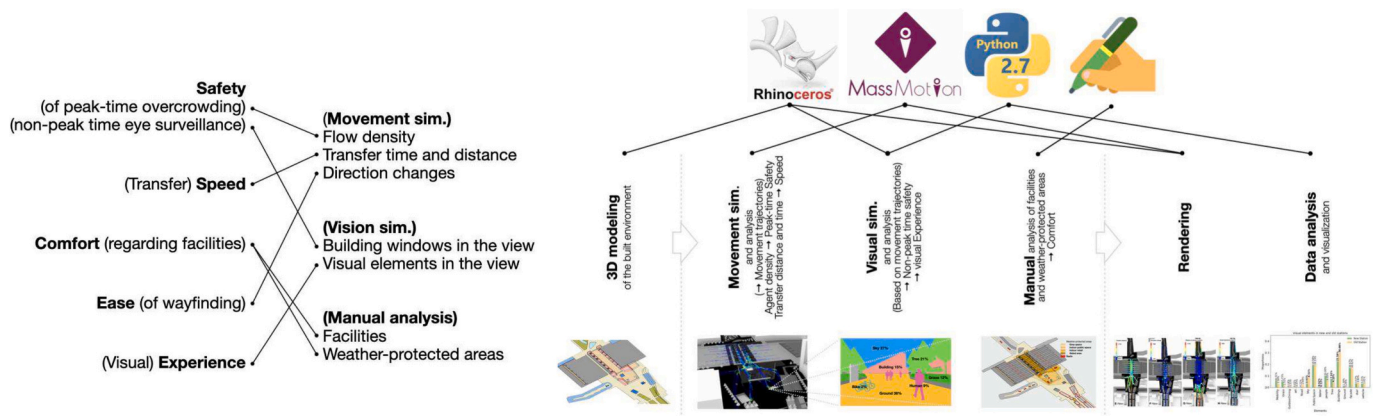 Safety
(of peak-time overcrowding)
(non-peak time eye surveillance)
(Transfer) Speed
Comfort (regarding facilities)
Ease (of wayfinding)
(Visual) Experience
(Movement sim.)
Flow density
Transfer time and distance
Direction changes
(Vision sim.)
Building windows in the view
Visual elements in the view
(Manual analysis)
Facilities
Weather-protected areas
Rhinoceros®
MassMotion
Python
2.7
3D modeling
of the built environment
Movement sim.
and analysis
(→ Movement trajectories)
Agent density → Peak-time Safety
Transfer distance and time → Speed
Visual sim.
and analysis
(Based on movement trajectories)
→ Non-peak time safety
→ visual Experience
Manual analysis of facilities
and weather-protected areas
→ Comfort
Rendering
Data analysis
and visualization
Sky 21%
Tree 21%
Building 15%
Grass 12%
Ground 20%